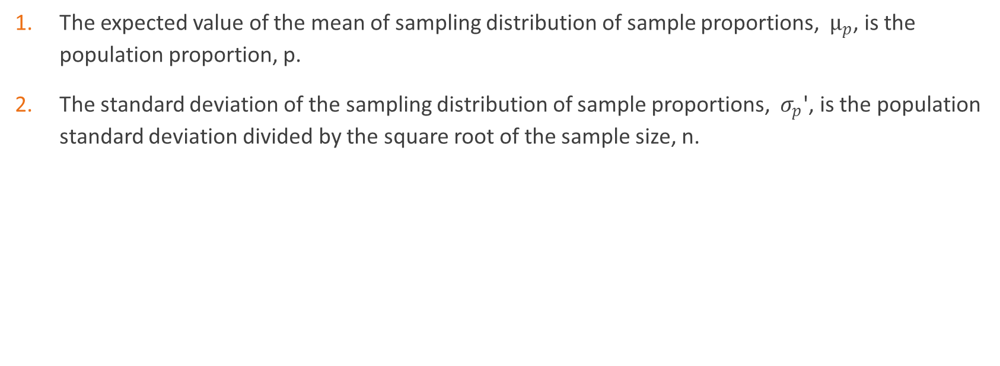 1. The expected value of the mean of sampling distribution of sample proportions, μₚ, is the
population proportion, p.
2. The standard deviation of the sampling distribution of sample proportions, σₚ', is the population
standard deviation divided by the square root of the sample size, n.